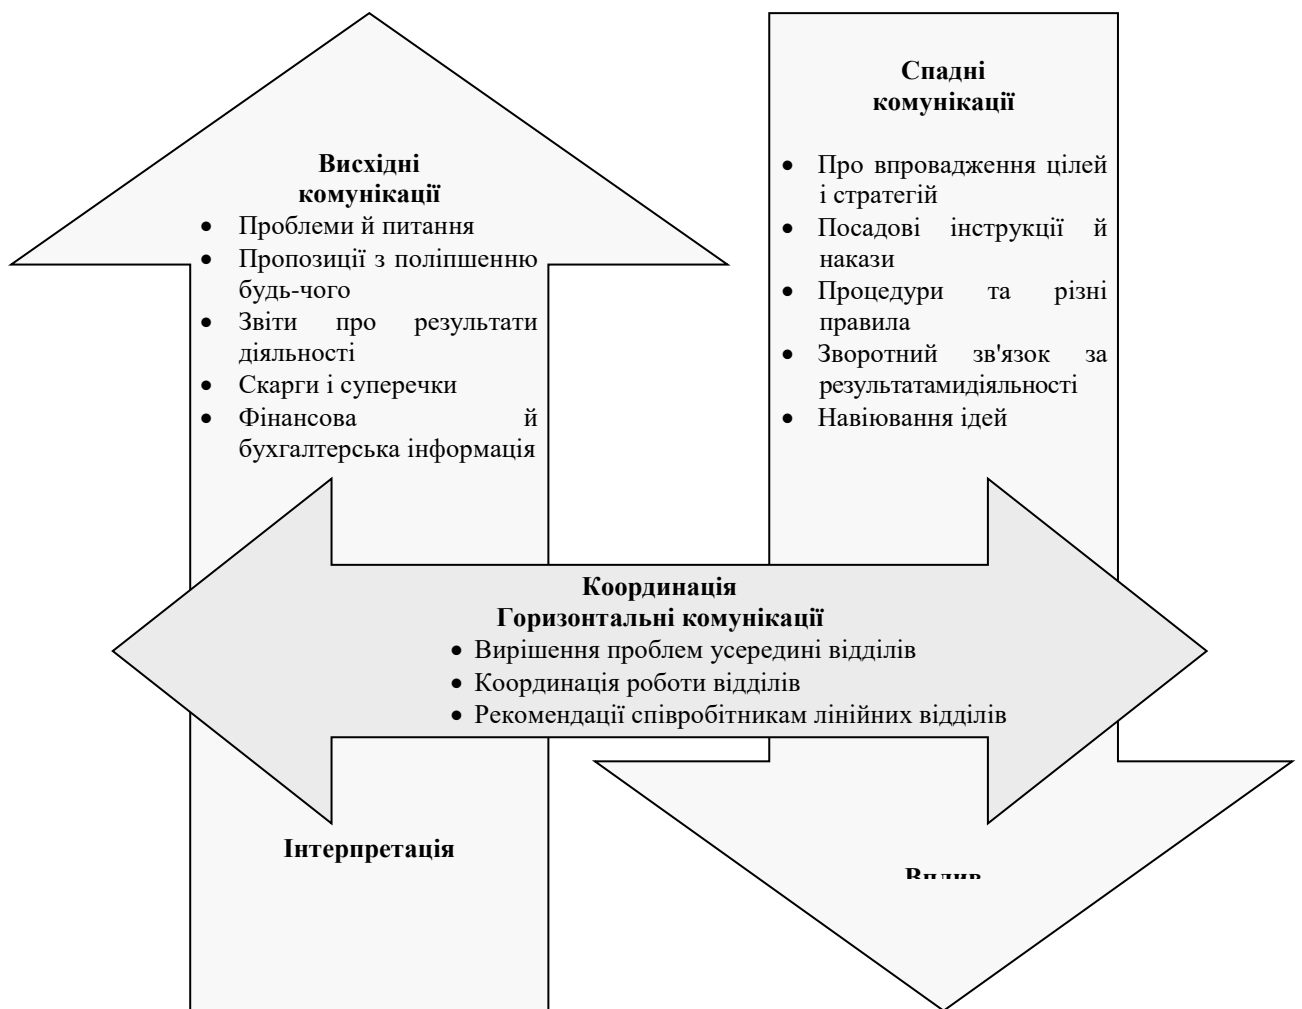 Висхідні
комунікації
• Проблеми й питання
• Пропозиції з поліпшенню
будь-чого
• Звіти про результати
діяльності
• Скарги і суперечки
• Фінансова й
бухгалтерська інформація
Спадні
комунікації
• Про впровадження цілей
і стратегій
• Посадові інструкції й
накази
• Процедури та різні
правила
• Зворотний зв'язок за
результатамидіяльності
• Навіювання ідей
Координація
Горизонтальні комунікації
• Вирішення проблем усередині відділів
• Координація роботи відділів
• Рекомендації співробітникам лінійних відділів
Інтерпретація
Вплив